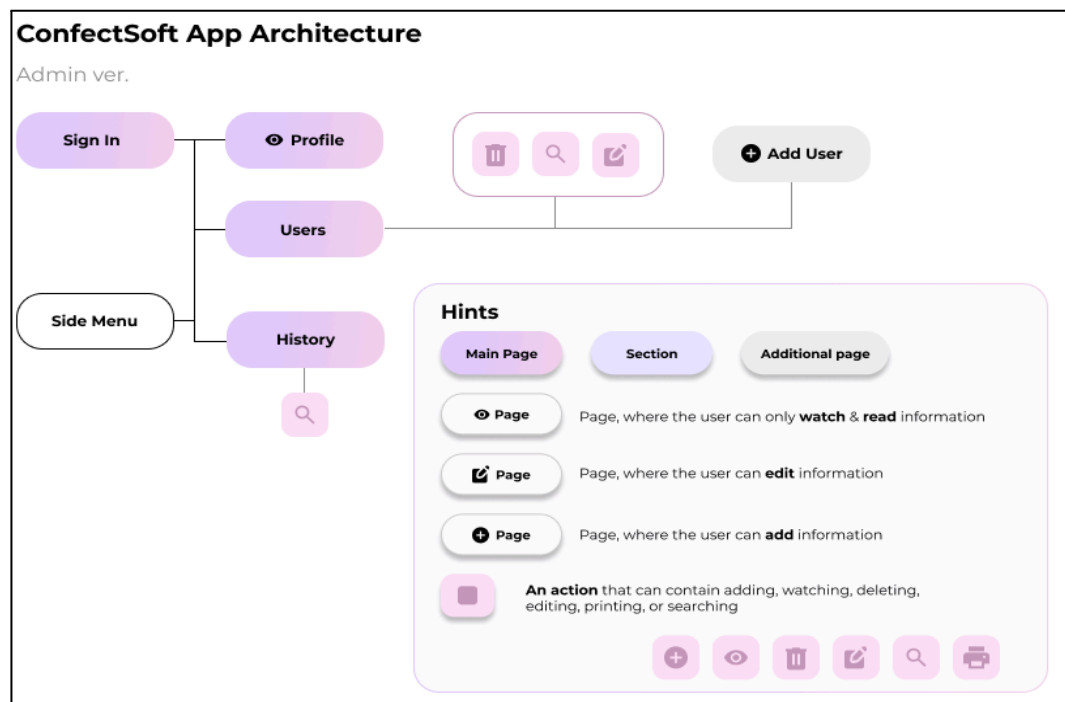 ConfectSoft App Architecture
Admin ver.
Sign In
Profile
Add User
Users
Side Menu
History
Hints
Main Page
Section
Additional page
Page
Page, where the user can only watch & read information
Page
Page, where the user can edit information
Page
Page, where the user can add information
An action that can contain adding, watching, deleting,
editing, printing, or searching